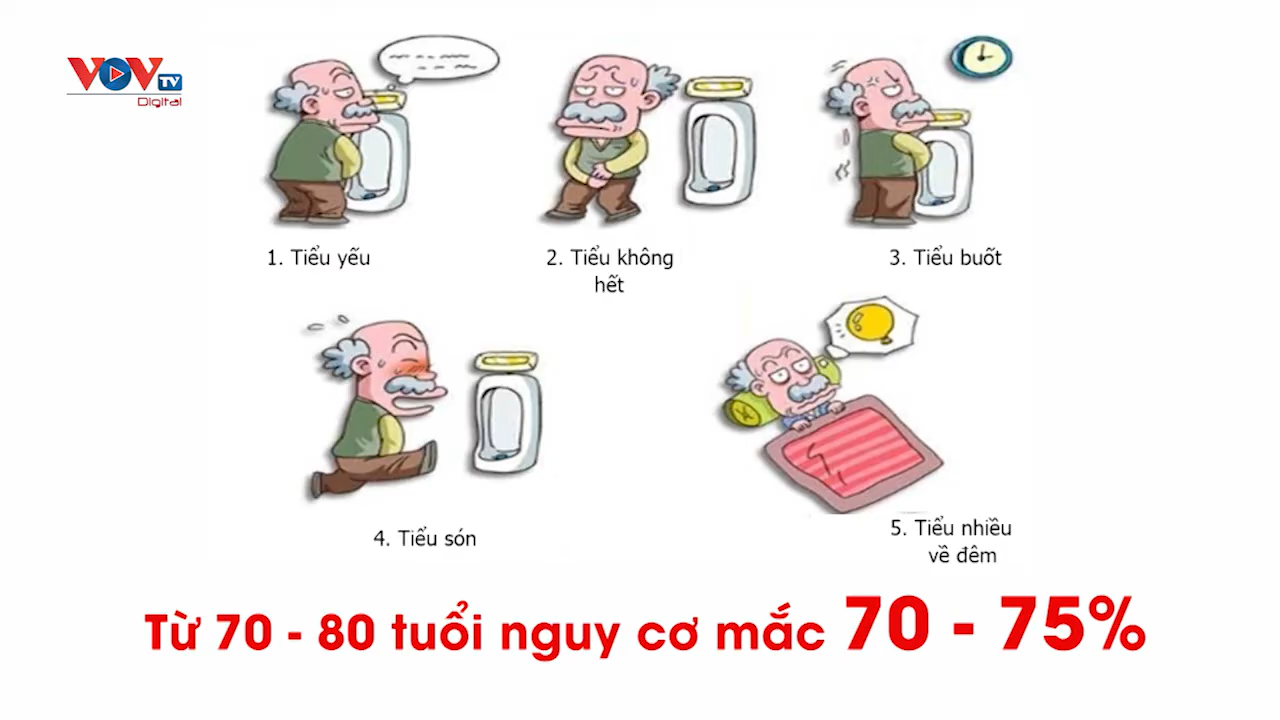 VOV TV
Digital
1. Tiểu yếu
2. Tiểu không
hết
3. Tiểu buốt
4. Tiểu són
5. Tiểu nhiều
về đêm
Từ 70 - 80 tuổi nguy cơ mắc 70 - 75%